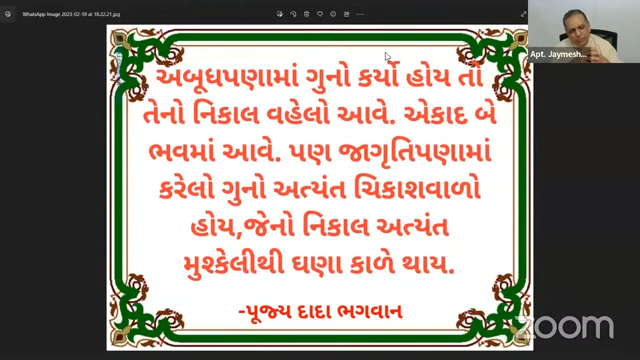 WhatsApp Image 2023-02-18 at 18.22.21.jpg
Apt. Jaymesh...
અબૂધપણામાં ગુનો કર્યો હોય તો
તેનો નિકાલ વહેલો આવે. એકાદ બે
ભવમાં આવે. પણ જાગૃતિપણામાં
કરેલો ગુનો અત્યંત ચિકાશવાળો
હોય,જેનો નિકાલ અત્યંત
મુશ્કેલીથી ઘણા કાળે થાય.
-પૂજ્ય દાદા ભગવાન
zoom